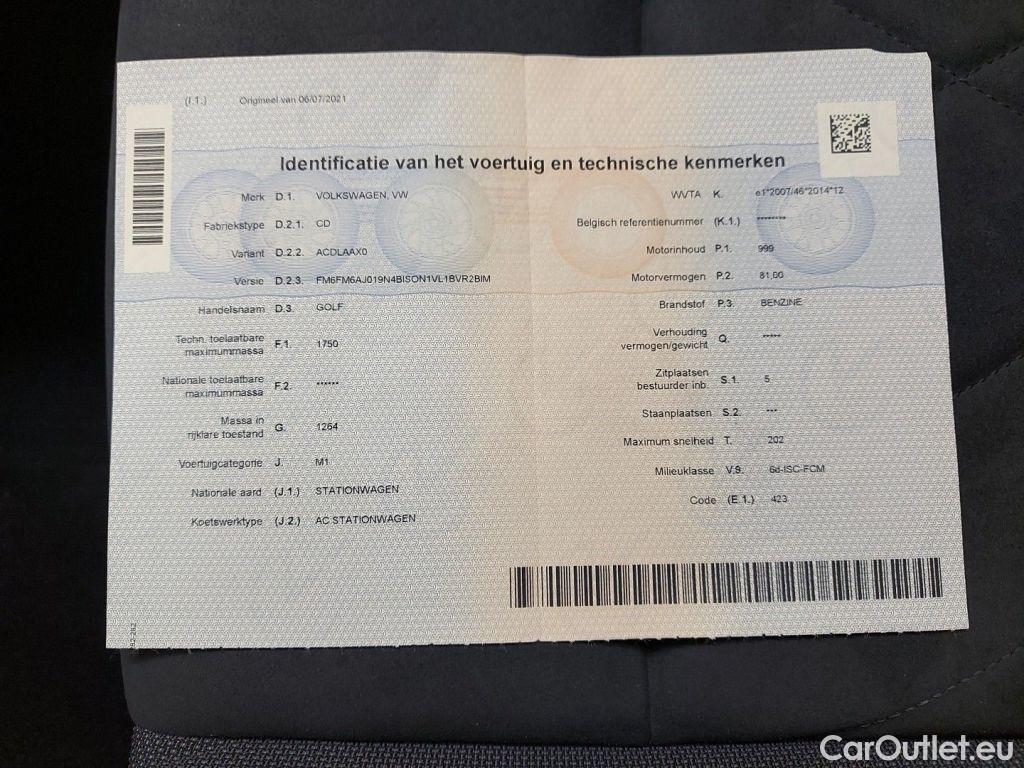 (I.1.) Origineel van 06/07/2021
Identificatie van het voertuig en technische kenmerken
Merk D.1. VOLKSWAGEN, VW
Fabriekstype D.2.1. CD
Variant D.2.2. ACDLAAX0
Versie D.2.3. FM6FM6AJ019N4BISON1VL1BVR2BIM
Handelsnaam D.3. GOLF
Techn. toelaatbare
maximummassa F.1. 1750
Nationale toelaatbare
maximummassa F.2. ******
Massa in
rijklare toestand G. 1264
Voertuigcategorie J. M1
Nationale aard (J.1.) STATIONWAGEN
Koetswerktype (J.2.) AC STATIONWAGEN
WVTA K. e1*2007/46*2014*12
Belgisch referentienummer (K.1.) ********
Motorinhoud P.1. 999
Motorvermogen P.2. 81,00
Brandstof P.3. BENZINE
Verhouding
vermogen/gewicht Q. *****
Zitplaatsen
bestuurder inb. S.1. 5
Staanplaatsen S.2. ***
Maximum snelheid T. 202
Milieuklasse V.9. 6d-ISC-FCM
Code (E.1.) 423
CarOutlet.eu